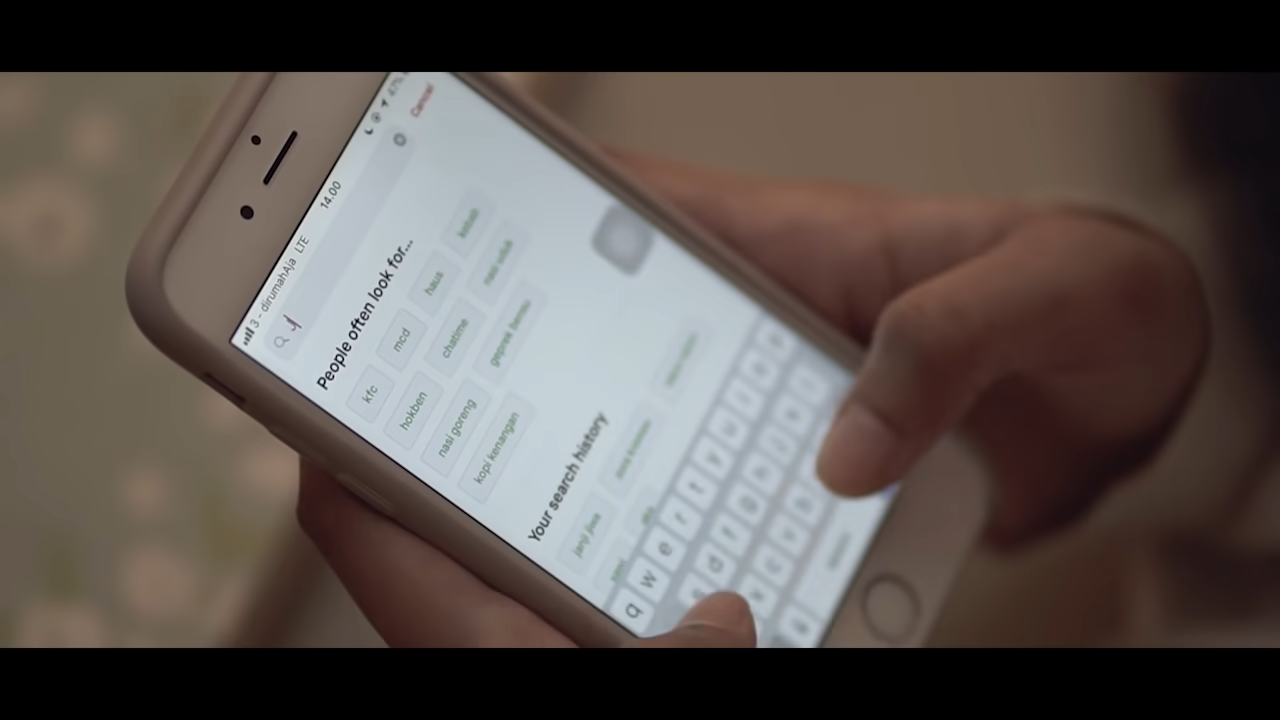 3 - dirumahAja LTE 14.00 47%
Cancel
People often look for...
kfc mcd haus kebab
hokben chatime nasi uduk
nasi goreng geprek bensu
kopi kenangan
Your search history
janji jiwa
q w e r t y u i o p